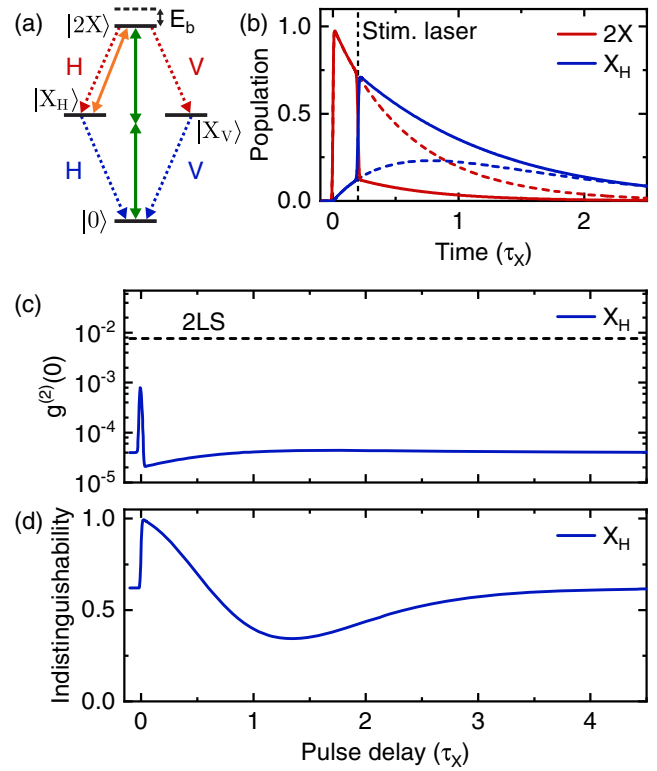 (a)
|2X⟩
E_b
H
V
|X_H⟩
|X_V⟩
H
V
|0⟩
(b)
Stim. laser
2X
X_H
Population
1.0
0.5
0.0
0
1
2
Time (τ_X)
(c)
2LS
X_H
g^(2)(0)
10^-2
10^-3
10^-4
10^-5
(d)
X_H
Indistinguishability
1.0
0.5
0.0
0
1
2
3
4
Pulse delay (τ_X)